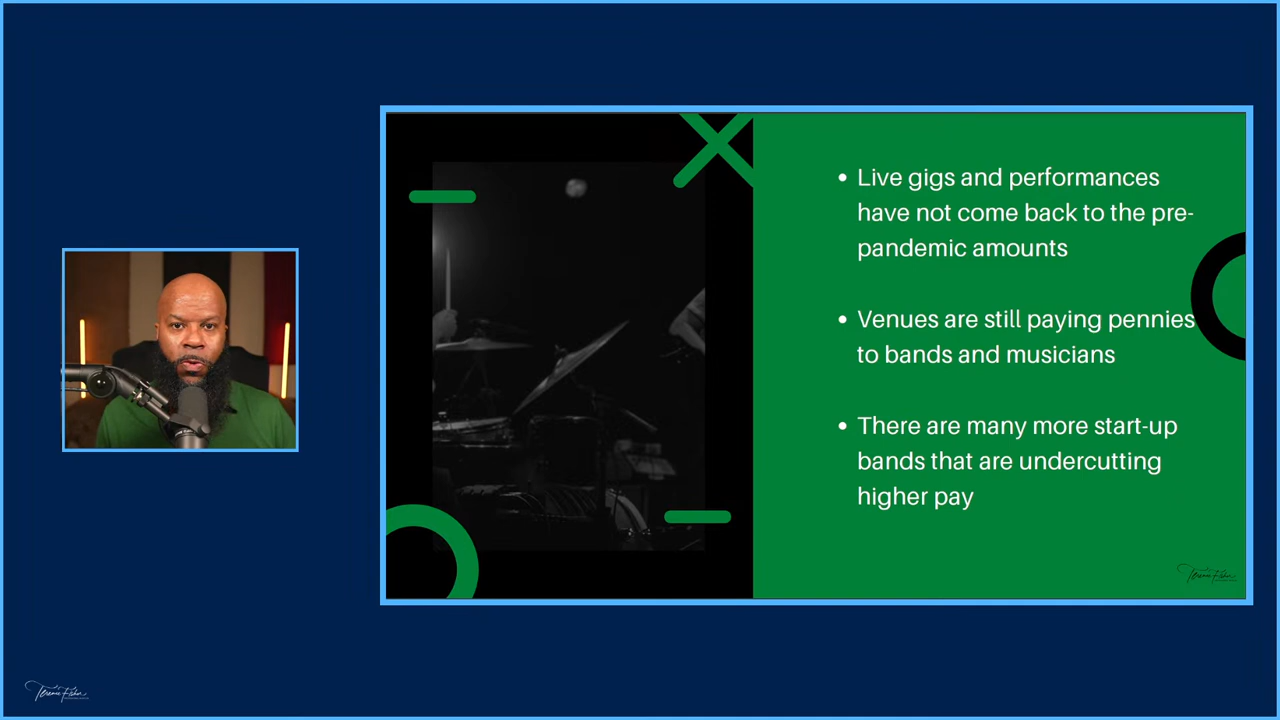 • Live gigs and performances
have not come back to the pre-
pandemic amounts
• Venues are still paying pennies
to bands and musicians
• There are many more start-up
bands that are undercutting
higher pay